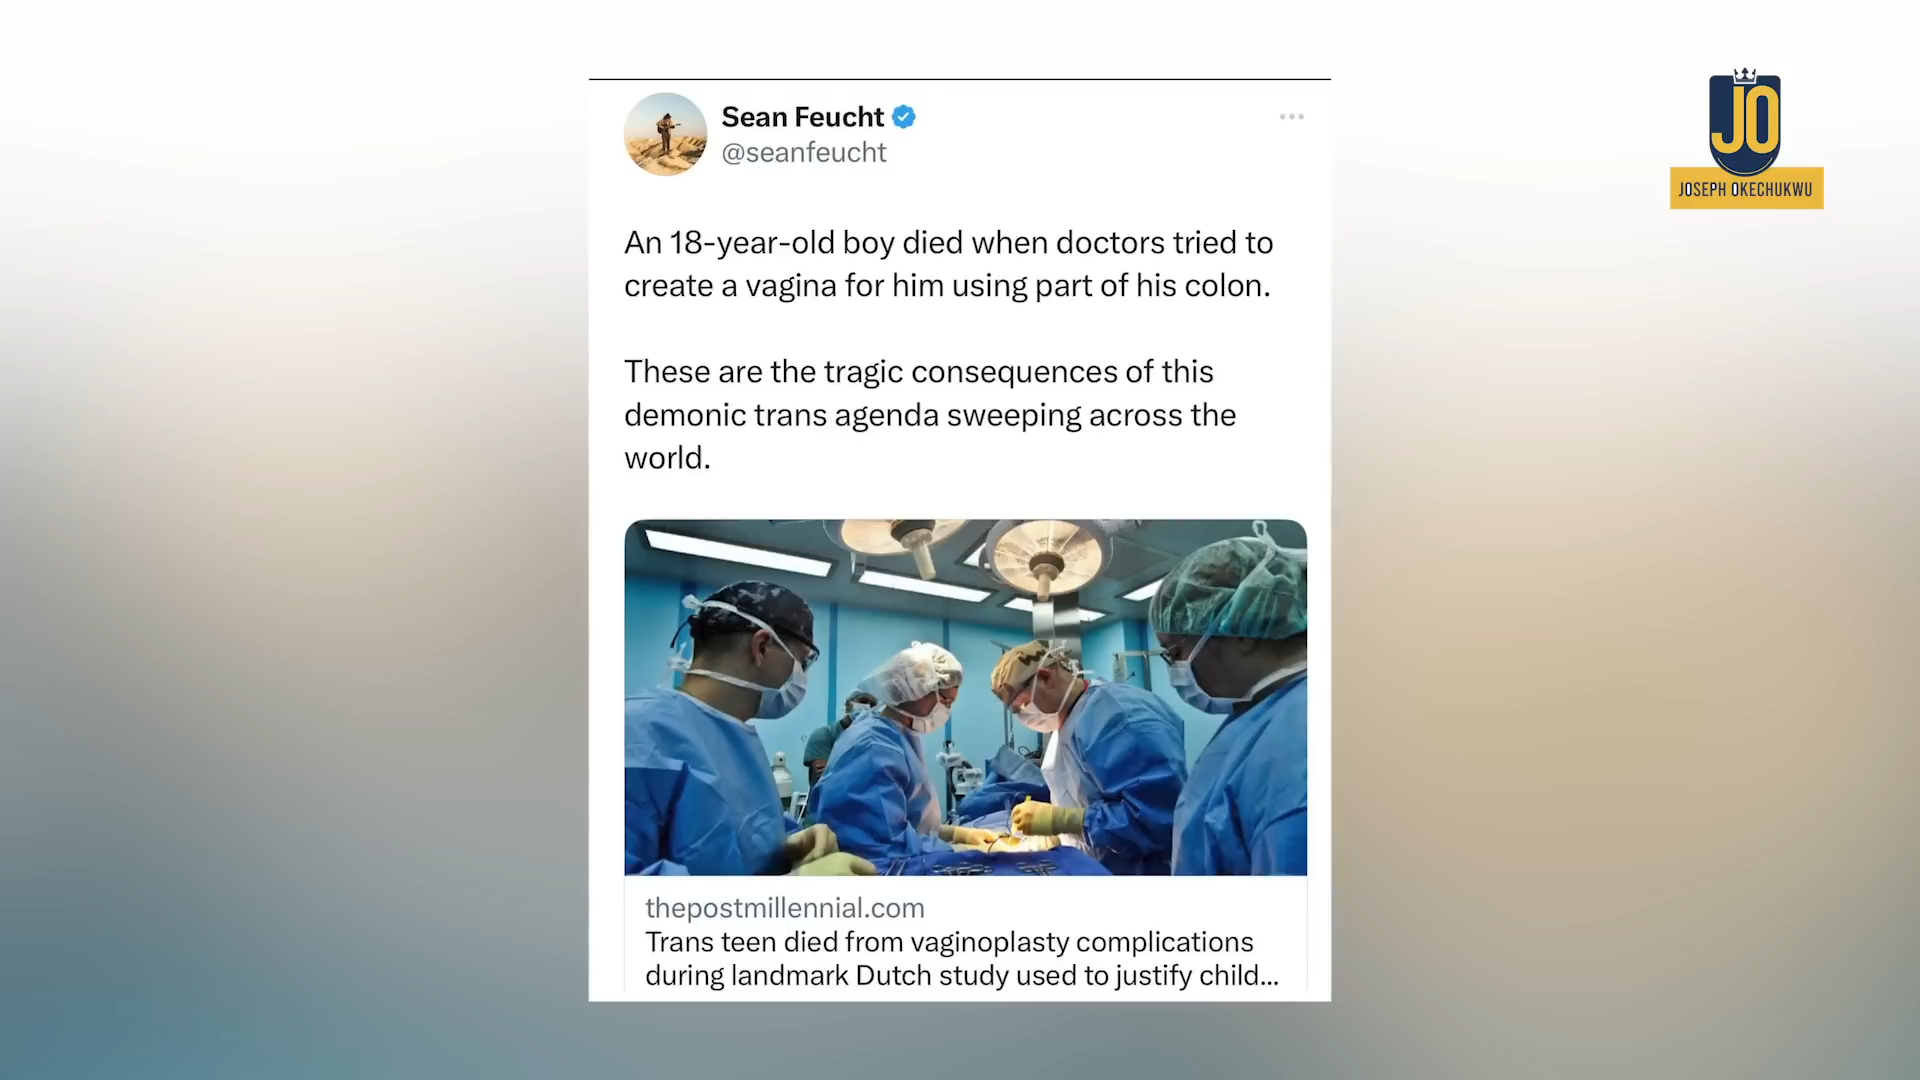 Sean Feucht
@seanfeucht
An 18-year-old boy died when doctors tried to
create a vagina for him using part of his colon.
These are the tragic consequences of this
demonic trans agenda sweeping across the
world.
thepostmillennial.com
Trans teen died from vaginoplasty complications
during landmark Dutch study used to justify child...
JO
JOSEPH OKECHUKWU